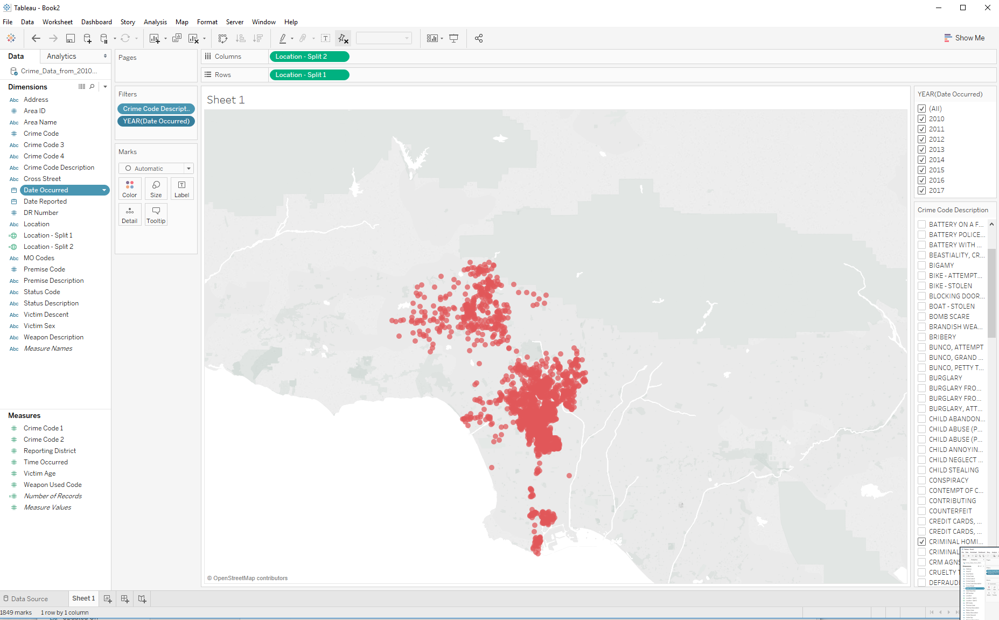 Tableau - Book2
File Data Worksheet Dashboard Story Analysis Map Format Server Window Help
Show Me
Data Analytics
Crime_Data_from_2010...
Dimensions
Abc Address
Area ID
Abc Area Name
Crime Code
Abc Crime Code 3
Abc Crime Code 4
Abc Crime Code Description
Abc Cross Street
Date Occurred
Date Reported
DR Number
Abc Location
Location - Split 1
Location - Split 2
Abc MO Codes
Premise Code
Abc Premise Description
Abc Status Code
Abc Status Description
Abc Victim Descent
Abc Victim Sex
Abc Weapon Description
Abc Measure Names
Measures
Crime Code 1
Crime Code 2
Reporting District
Time Occurred
Victim Age
Weapon Used Code
Number of Records
Measure Values
Pages
Filters
Crime Code Descript..
YEAR(Date Occurred)
Marks
Automatic
Color Size Label
Detail Tooltip
Columns Location - Split 2
Rows Location - Split 1
Sheet 1
© OpenStreetMap contributors
YEAR(Date Occurred)
(All)
2010
2011
2012
2013
2014
2015
2016
2017
Crime Code Description
BATTERY ON A F...
BATTERY POLICE...
BATTERY WITH ...
BEASTIALITY, CR...
BIGAMY
BIKE - ATTEMPT...
BIKE - STOLEN
BLOCKING DOOR...
BOAT - STOLEN
BOMB SCARE
BRANDISH WEA...
BRIBERY
BUNCO, ATTEMPT
BUNCO, GRAND ...
BUNCO, PETTY T...
BURGLARY
BURGLARY FRO...
BURGLARY FRO...
BURGLARY, ATT...
CHILD ABANDON...
CHILD ABUSE (P...
CHILD ABUSE (P...
CHILD ANNOYIN...
CHILD NEGLECT ...
CHILD STEALING
CONSPIRACY
CONTEMPT OF C...
CONTRIBUTING
COUNTERFEIT
CREDIT CARDS, ...
CREDIT CARDS, ...
CRIMINAL HOMI...
CRIMINAL
CRM AGNS
CRUELTY
DEFRAUD
Data Source Sheet 1
1849 marks 1 row by 1 column